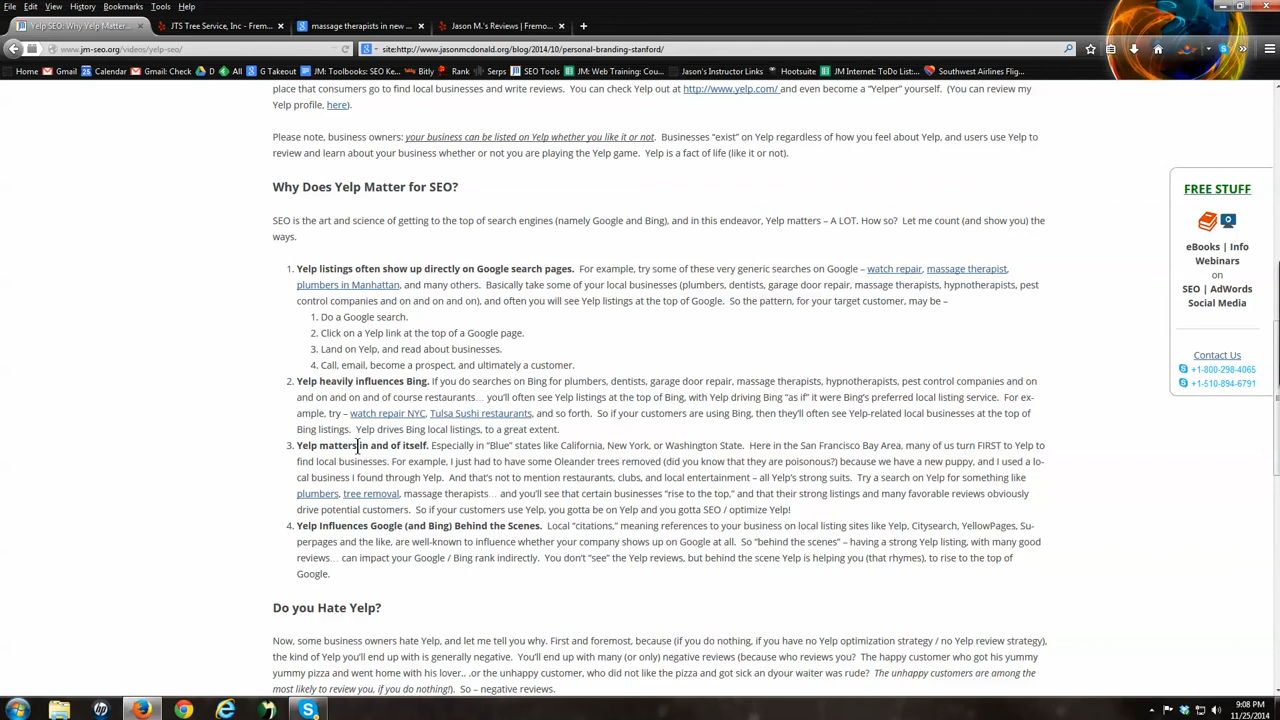 File Edit View History Bookmarks Tools Help
Yelp SEO: Why Yelp Matter...
JTS Tree Service, Inc - Frem...
massage therapists in new ...
Jason M.'s Reviews | Fremo...
www.jm-seo.org/videos/yelp-seo/
site:http://www.jasonmcdonald.org/blog/2014/10/personal-branding-stanford/
Home Gmail Calendar Gmail: Check D All G Takeout JM: Toolbooks: SEO Ke... Bitly Rank Serps SEO Tools JM: Web Training: Cou... Jason's Instructor Links Hootsuite JM Internet: ToDo List:... Southwest Airlines Flig...
place that consumers go to find local businesses and write reviews. You can check Yelp out at http://www.yelp.com/ and even become a “Yelper” yourself. (You can review my
Yelp profile, here).
Please note, business owners: your business can be listed on Yelp whether you like it or not. Businesses “exist” on Yelp regardless of how you feel about Yelp, and users use Yelp to
review and learn about your business whether or not you are playing the Yelp game. Yelp is a fact of life (like it or not).
Why Does Yelp Matter for SEO?
SEO is the art and science of getting to the top of search engines (namely Google and Bing), and in this endeavor, Yelp matters – A LOT. How so? Let me count (and show you) the
ways.
1. Yelp listings often show up directly on Google search pages. For example, try some of these very generic searches on Google – watch repair, massage therapist,
plumbers in Manhattan, and many others. Basically take some of your local businesses (plumbers, dentists, garage door repair, massage therapists, hypnotherapists, pest
control companies and on and on and on), and often you will see Yelp listings at the top of Google. So the pattern, for your target customer, may be –
1. Do a Google search.
2. Click on a Yelp link at the top of a Google page.
3. Land on Yelp, and read about businesses.
4. Call, email, become a prospect, and ultimately a customer.
2. Yelp heavily influences Bing. If you do searches on Bing for plumbers, dentists, garage door repair, massage therapists, hypnotherapists, pest control companies and on
and on and on and of course restaurants... you’ll often see Yelp listings at the top of Bing, with Yelp driving Bing “as if” it were Bing’s preferred local listing service. For ex-
ample, try – watch repair NYC, Tulsa Sushi restaurants, and so forth. So if your customers are using Bing, then they’ll often see Yelp-related local businesses at the top of
Bing listings. Yelp drives Bing local listings, to a great extent.
3. Yelp matters in and of itself. Especially in “Blue” states like California, New York, or Washington State. Here in the San Francisco Bay Area, many of us turn FIRST to Yelp to
find local businesses. For example, I just had to have some Oleander trees removed (did you know that they are poisonous?) because we have a new puppy, and I used a lo-
cal business I found through Yelp. And that’s not to mention restaurants, clubs, and local entertainment – all Yelp’s strong suits. Try a search on Yelp for something like
plumbers, tree removal, massage therapists... and you’ll see that certain businesses “rise to the top,” and that their strong listings and many favorable reviews obviously
drive potential customers. So if your customers use Yelp, you gotta be on Yelp and you gotta SEO / optimize Yelp!
4. Yelp Influences Google (and Bing) Behind the Scenes. Local “citations,” meaning references to your business on local listing sites like Yelp, Citysearch, YellowPages, Su-
perpages and the like, are well-known to influence whether your company shows up on Google at all. So “behind the scenes” – having a strong Yelp listing, with many good
reviews... can impact your Google / Bing rank indirectly. You don’t “see” the Yelp reviews, but behind the scene Yelp is helping you (that rhymes), to rise to the top of
Google.
Do you Hate Yelp?
Now, some business owners hate Yelp, and let me tell you why. First and foremost, because (if you do nothing, if you have no Yelp optimization strategy / no Yelp review strategy),
the kind of Yelp you’ll end up with is generally negative. You’ll end up with many (or only) negative reviews (because who reviews you? The happy customer who got his yummy
yummy pizza and went home with his lover.. .or the unhappy customer, who did not like the pizza and got sick an dyour waiter was rude? The unhappy customers are among the
most likely to review you, if you do nothing!). So – negative reviews.
FREE STUFF
eBooks | Info
Webinars
on
SEO | AdWords
Social Media
Contact Us
+1-800-298-4065
+1-510-894-6791
9:08 PM
11/25/2014